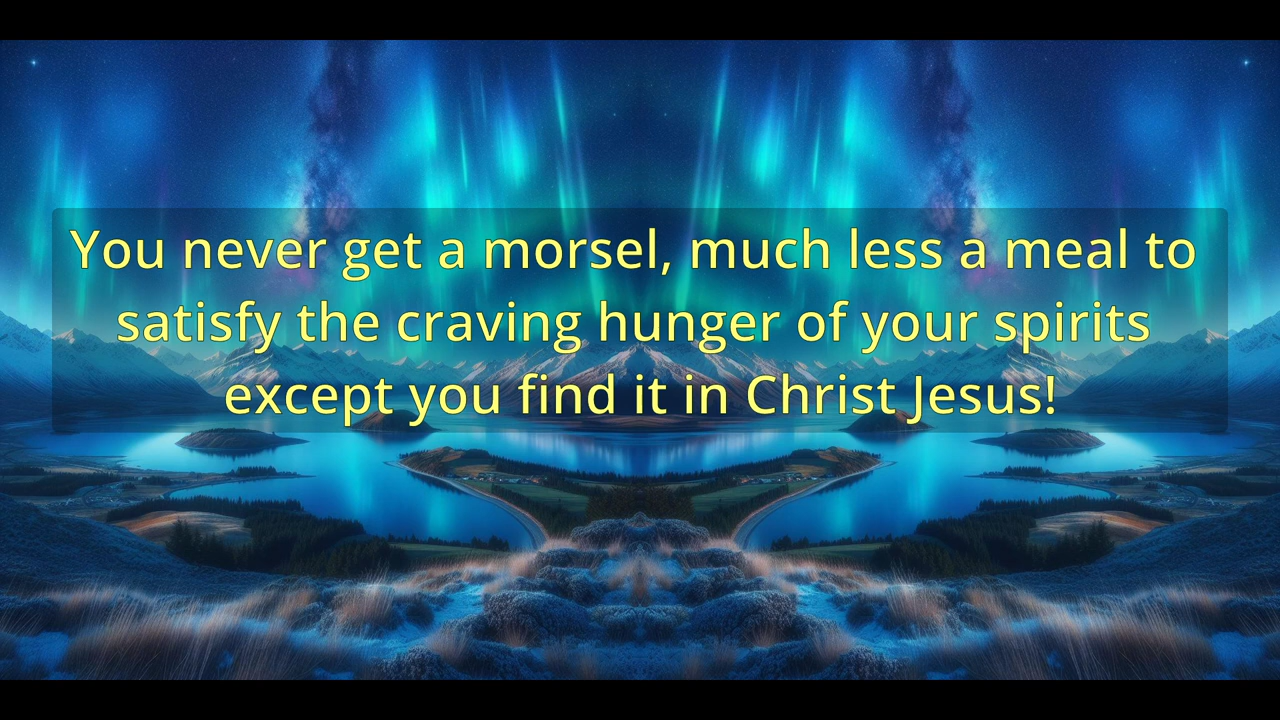 You never get a morsel, much less a meal to
satisfy the craving hunger of your spirits
except you find it in Christ Jesus!